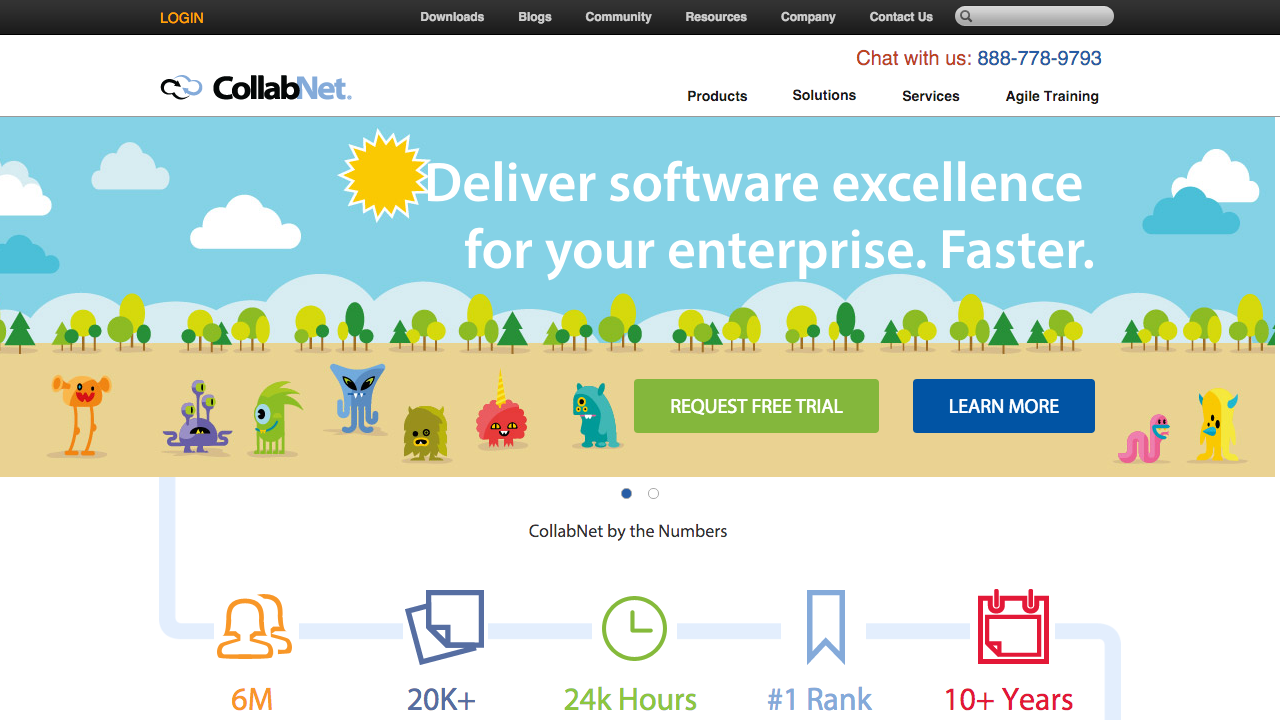 LOGIN Downloads Blogs Community Resources Company Contact Us
Chat with us: 888-778-9793
CollabNet.
Products Solutions Services Agile Training
Deliver software excellence
for your enterprise. Faster.
REQUEST FREE TRIAL LEARN MORE
CollabNet by the Numbers
6M 20K+ 24k Hours #1 Rank 10+ Years